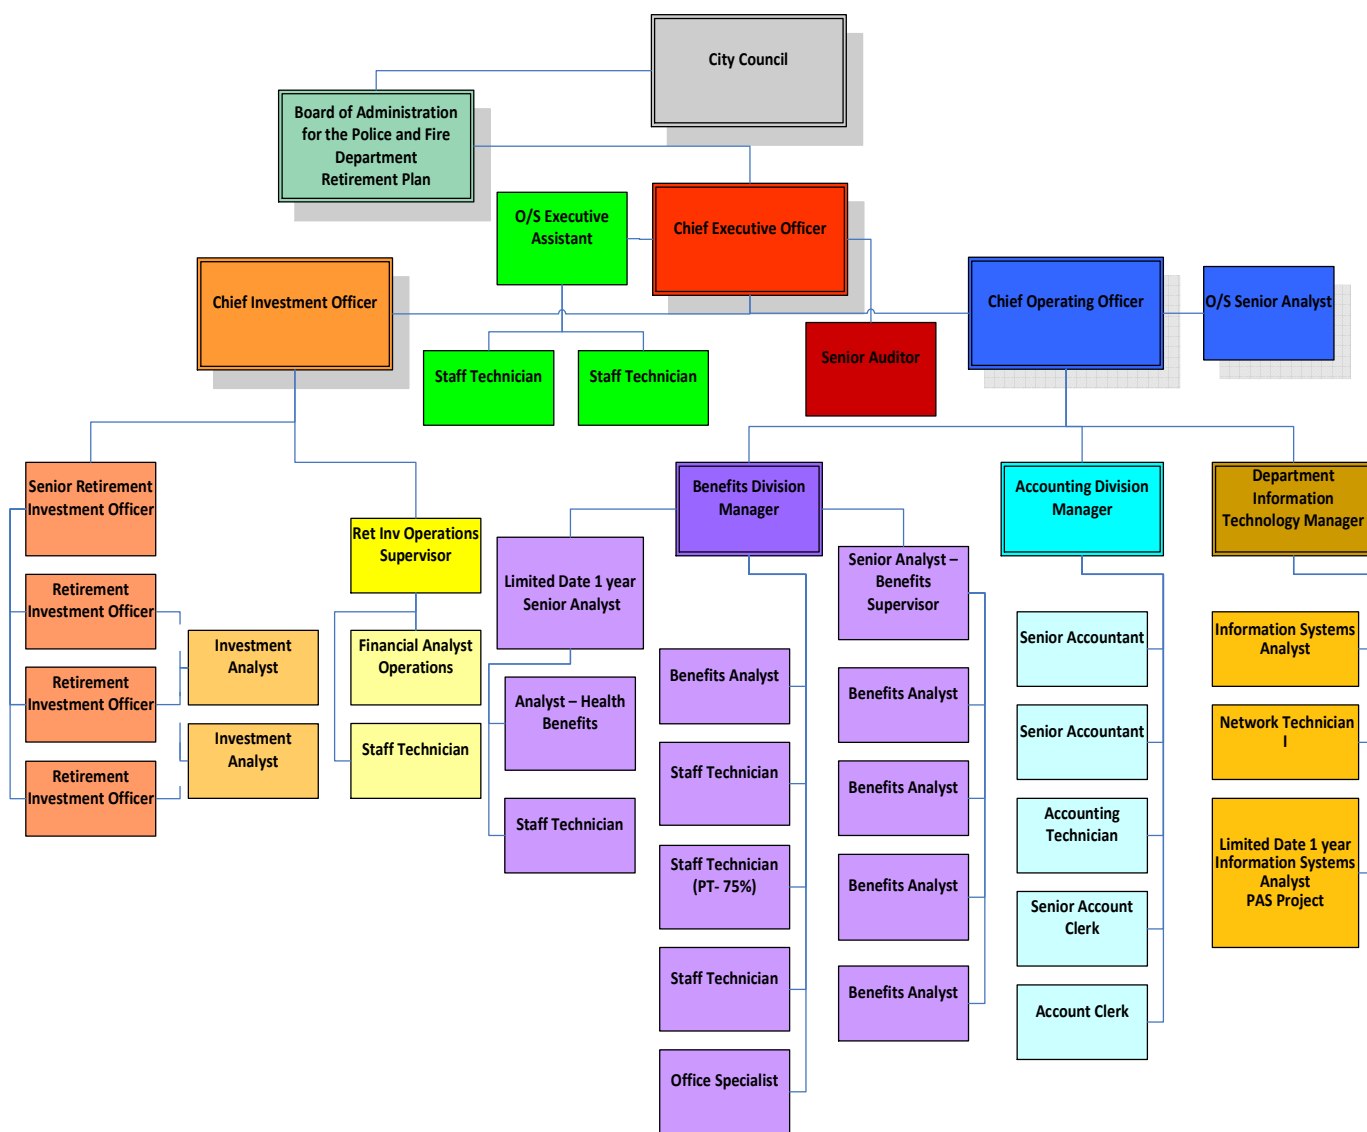 City Council
Board of Administration
for the Police and Fire
Department
Retirement Plan
O/S Executive
Assistant
Chief Executive Officer
Chief Investment Officer
Chief Operating Officer
O/S Senior Analyst
Staff Technician
Staff Technician
Senior Auditor
Senior Retirement
Investment Officer
Retirement
Investment Officer
Retirement
Investment Officer
Retirement
Investment Officer
Investment
Analyst
Investment
Analyst
Ret Inv Operations
Supervisor
Financial Analyst
Operations
Staff Technician
Benefits Division
Manager
Limited Date 1 year
Senior Analyst
Analyst – Health
Benefits
Staff Technician
Benefits Analyst
Staff Technician
Staff Technician
(PT- 75%)
Staff Technician
Office Specialist
Senior Analyst –
Benefits
Supervisor
Benefits Analyst
Benefits Analyst
Benefits Analyst
Benefits Analyst
Accounting Division
Manager
Senior Accountant
Senior Accountant
Accounting
Technician
Senior Account
Clerk
Account Clerk
Department
Information
Technology Manager
Information Systems
Analyst
Network Technician
I
Limited Date 1 year
Information Systems
Analyst
PAS Project